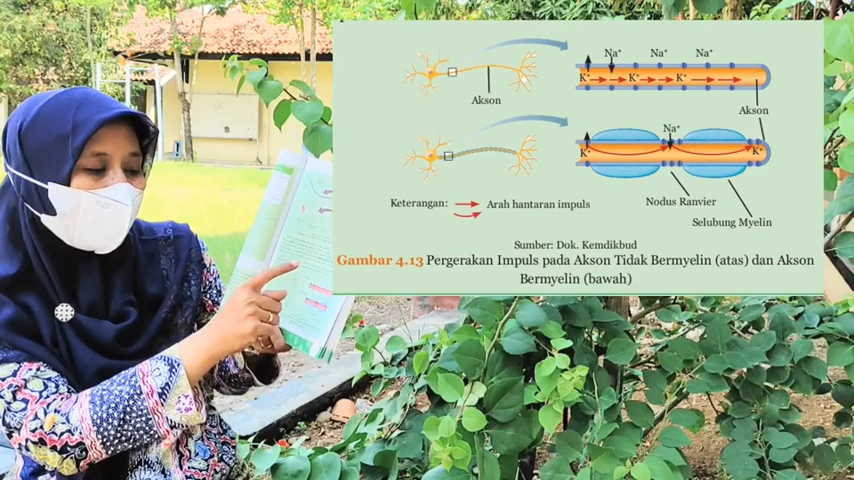 Na⁺ Na⁺ Na⁺
K⁺ K⁺ K⁺
Akson
Akson
Na⁺
K⁺ K⁺
Keterangan: Arah hantaran impuls
Nodus Ranvier
Selubung Myelin
Sumber: Dok. Kemdikbud
Gambar 4.13 Pergerakan Impuls pada Akson Tidak Bermyelin (atas) dan Akson
Bermyelin (bawah)